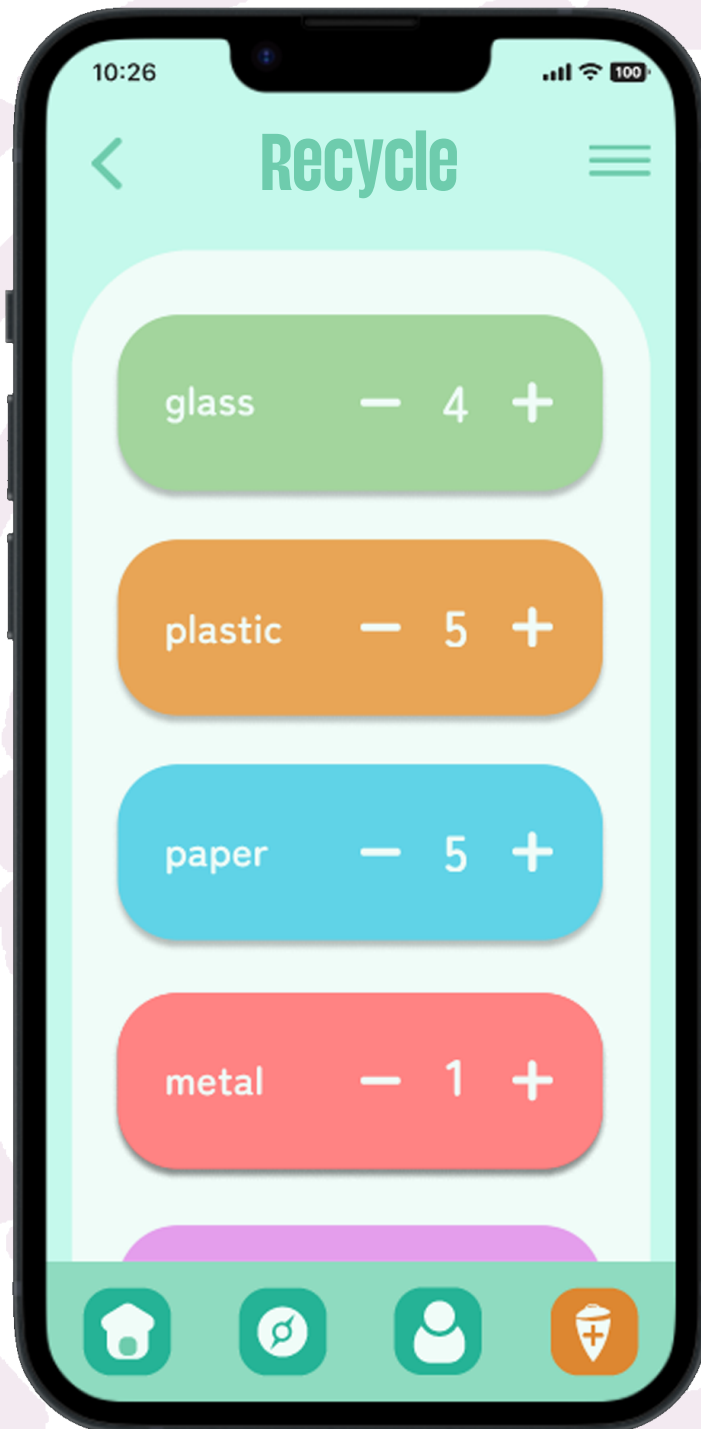 10:26
100
Recycle
glass − 4 +
plastic − 5 +
paper − 5 +
metal − 1 +